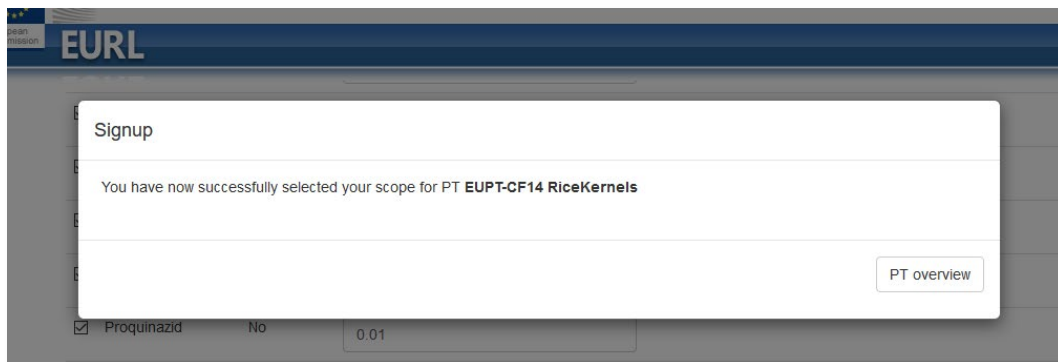 EURL
Signup
You have now successfully selected your scope for PT EUPT-CF14 RiceKernels
PT overview
Proquinazid No 0.01